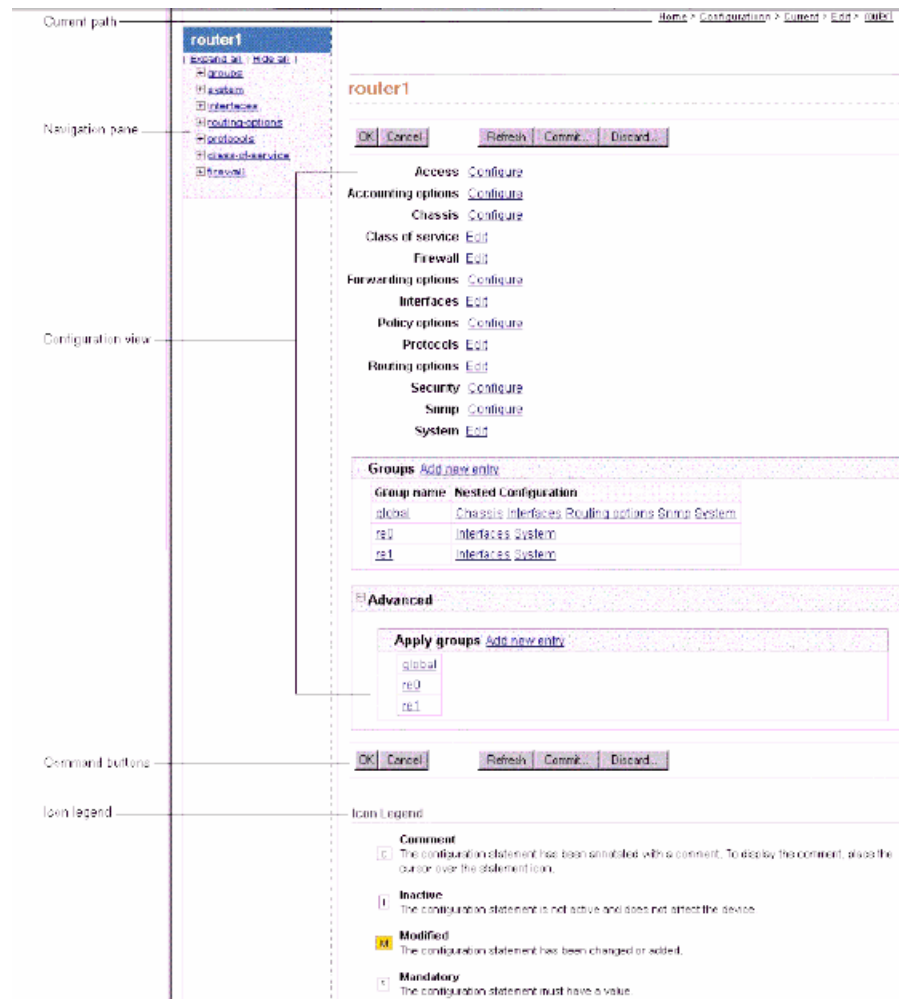 Current path
Home > Configuration > Current > Edit > router1
router1
Expand all | Hide all |
groups
system
interfaces
routing-options
protocols
class-of-service
firewall
Navigation pane
router1
OK Cancel Refresh Commit... Discard...
Access Configure
Accounting options Configure
Chassis Configure
Class of service Edit
Firewall Edit
Forwarding options Configure
Interfaces Edit
Policy options Configure
Configuration view
Protocols Edit
Routing options Edit
Security Configure
Snmp Configure
System Edit
Groups Add new entry
Group name Nested Configuration
global Chassis Interfaces Routing options Snmp System
re0 Interfaces System
re1 Interfaces System
Advanced
Apply groups Add new entry
global
re0
re1
Command buttons
OK Cancel Refresh Commit... Discard...
Icon legend
Icon Legend
Comment
C The configuration statement has been annotated with a comment. To display the comment, place the
cursor over the statement icon.
Inactive
I The configuration statement is not active and does not affect the device
Modified
M The configuration statement has been changed or added.
Mandatory
* The configuration statement must have a value.